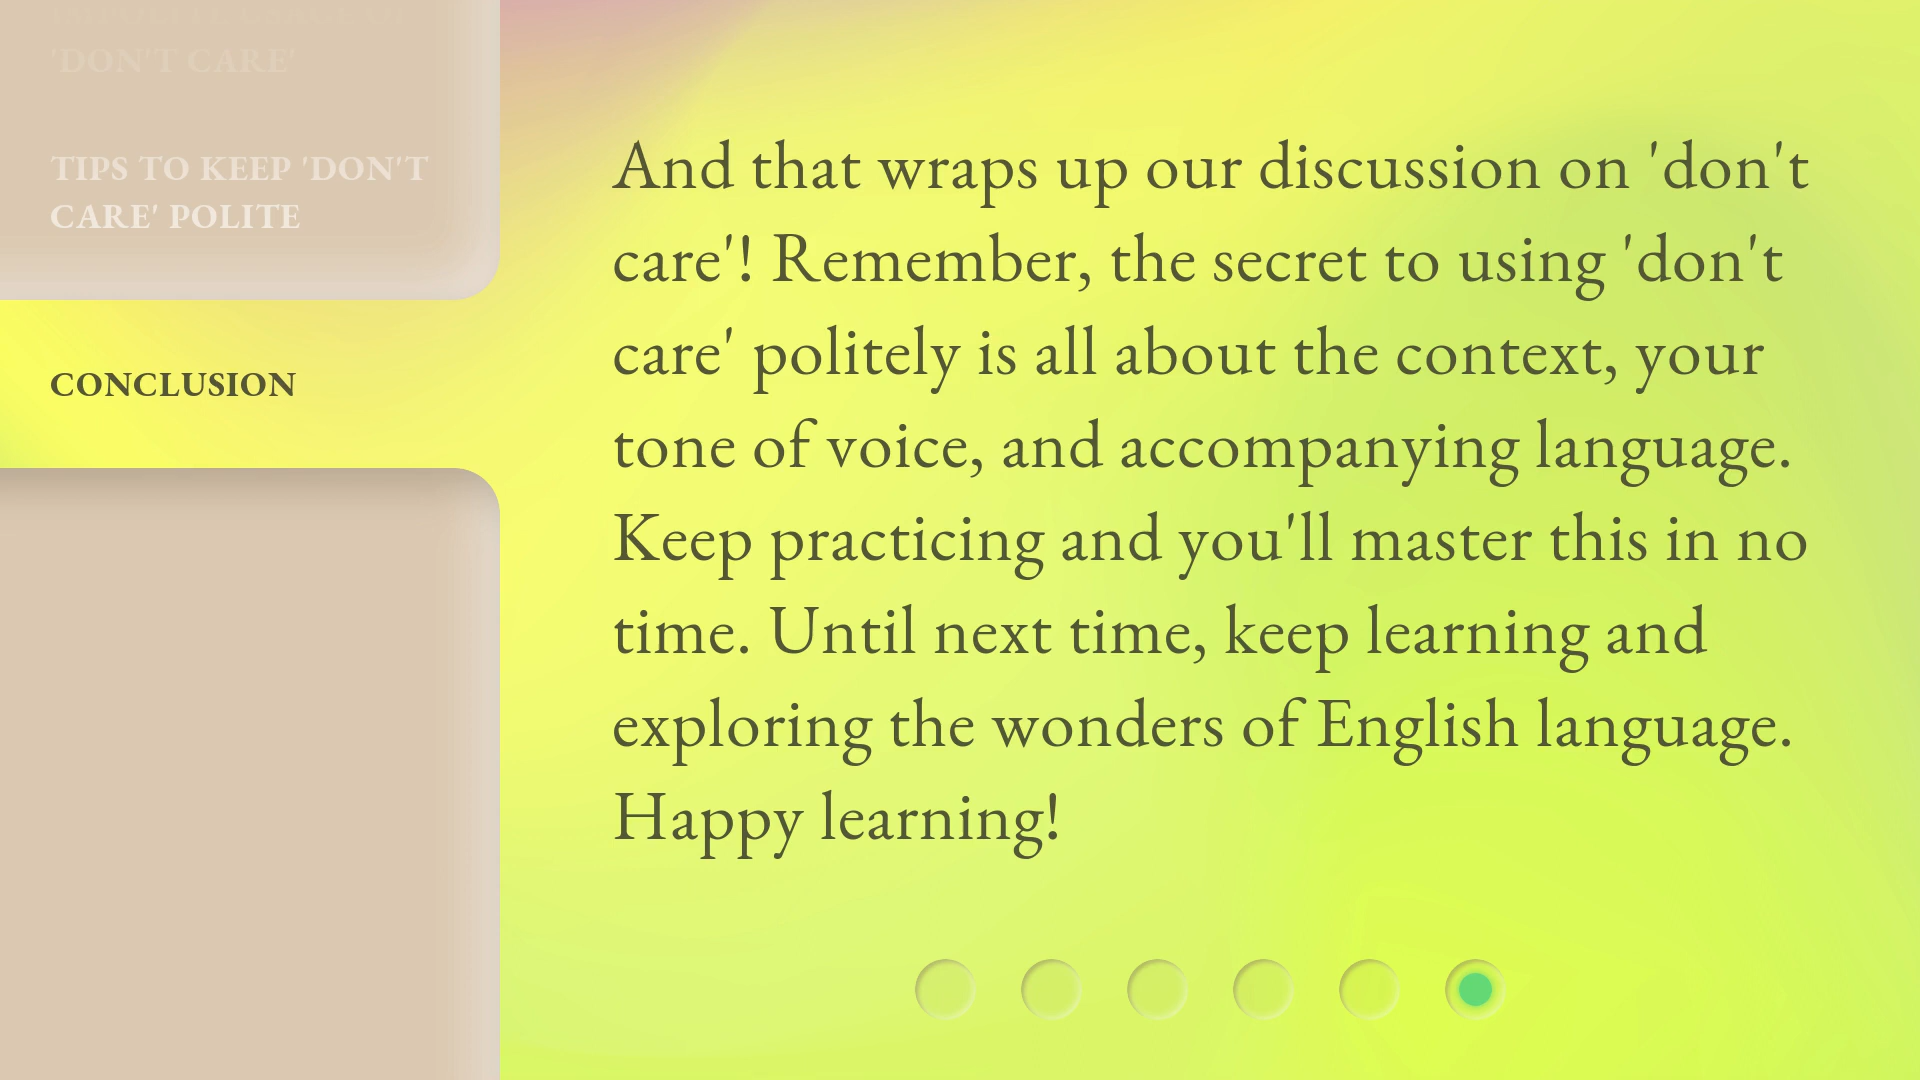 IMPOLITE USAGE OF
'DON'T CARE'
TIPS TO KEEP 'DON'T
CARE' POLITE
CONCLUSION
And that wraps up our discussion on 'don't
care'! Remember, the secret to using 'don't
care' politely is all about the context, your
tone of voice, and accompanying language.
Keep practicing and you'll master this in no
time. Until next time, keep learning and
exploring the wonders of English language.
Happy learning!